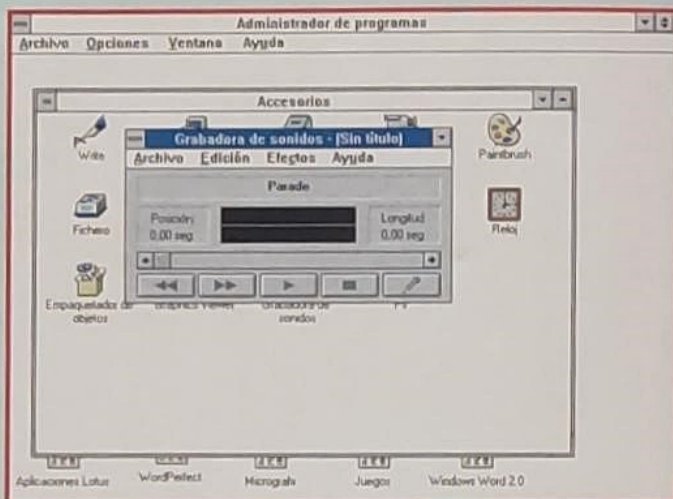 Administrador de programas
Archivo Opciones Ventana Ayuda
Accesorios
Grabadora de sonidos - [Sin título]
Archivo Edición Efectos Ayuda
Parado
Posición:
0,00 seg.
Longitud:
0,00 seg.
Write
Paintbrush
Fichero
Reloj
Empaquetador de objetos
Graphics Viewer
Grabadora de sonidos
Aplicaciones Lotus
WordPerfect
Micrografx
Juegos
Windows Word 2.0